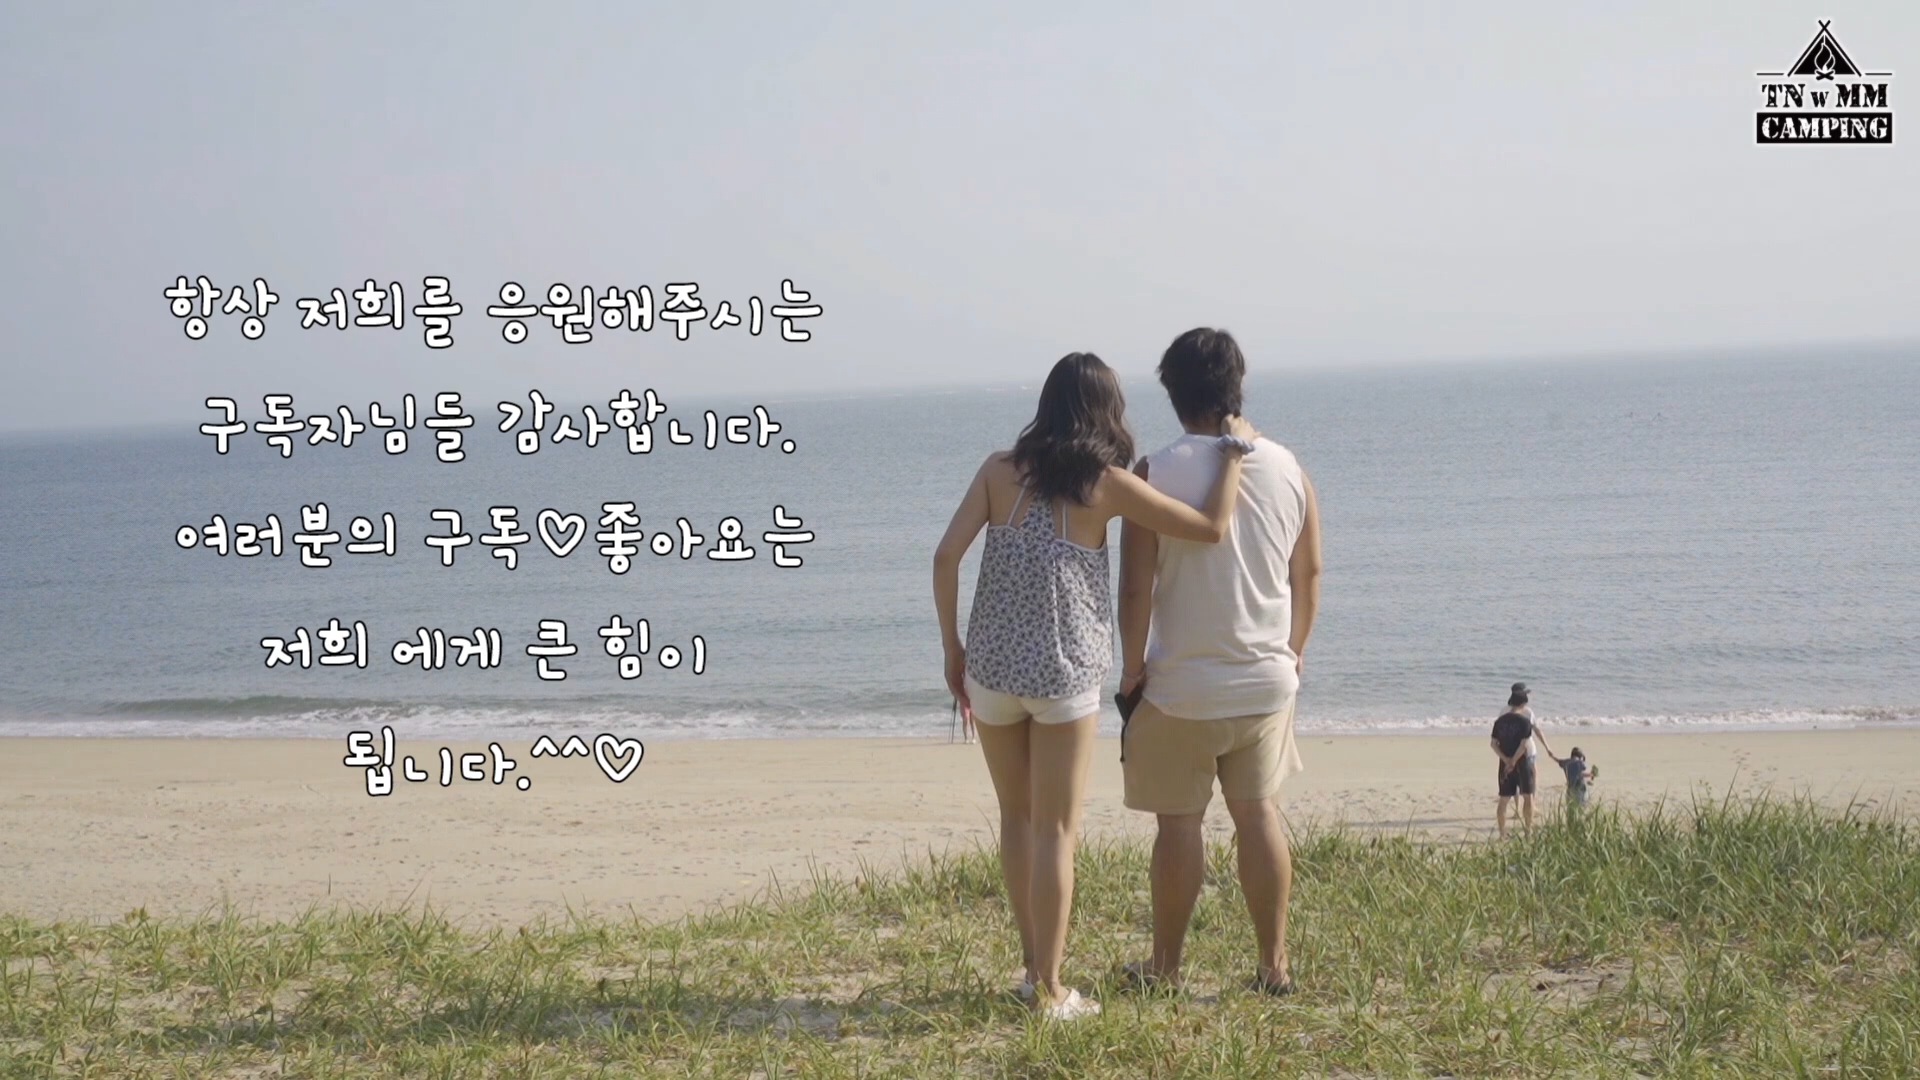 TN w MM
CAMPING
항상 저희를 응원해주시는
구독자님들 감사합니다.
여러분의 구독♡좋아요는
저희 에게 큰 힘이
됩니다.^^♡